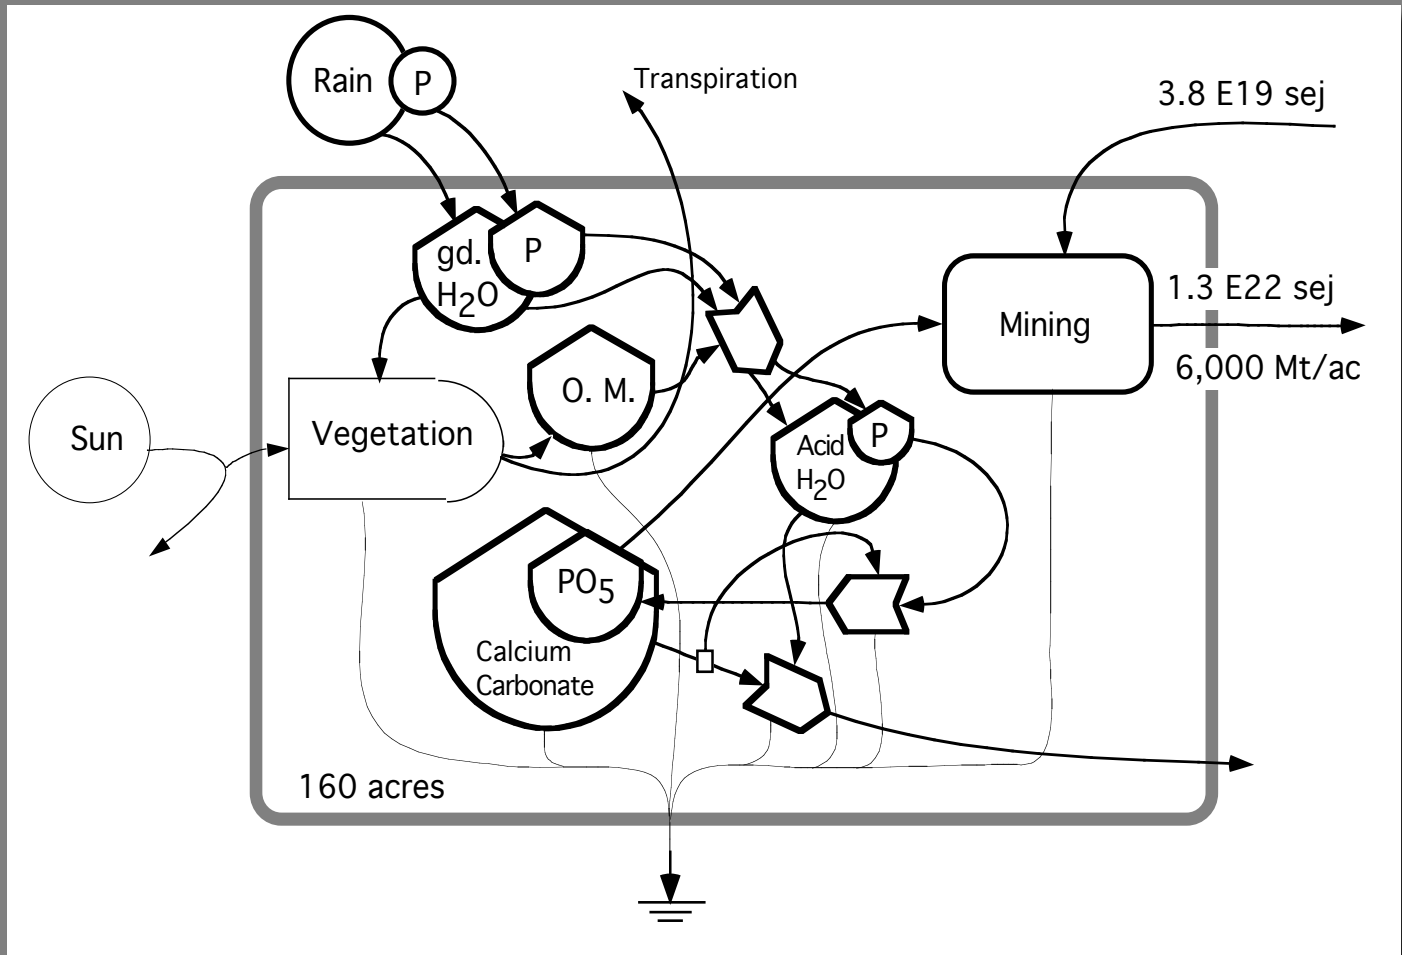 Rain
P
Transpiration
3.8 E19 sej
gd.
H2O
P
1.3 E22 sej
Mining
6,000 Mt/ac
O. M.
Sun
Vegetation
P
Acid
H2O
PO5
Calcium
Carbonate
160 acres